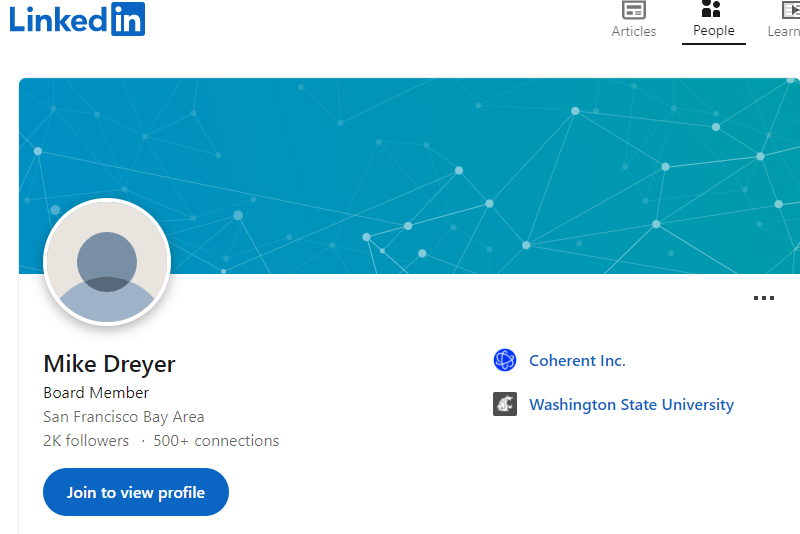 Linkedin
Articles
People
Learn
Mike Dreyer
Board Member
San Francisco Bay Area
2K followers · 500+ connections
Join to view profile
Coherent Inc.
Washington State University